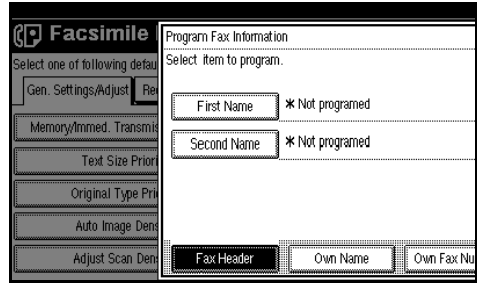 Facsimile
Select one of following defau
Gen. Settings/Adjust Re
Memory/Immed. Transmis
Text Size Priori
Original Type Pri
Auto Image Dens
Adjust Scan Dens
Program Fax Information
Select item to program.
First Name * Not programed
Second Name * Not programed
Fax Header Own Name Own Fax Nu